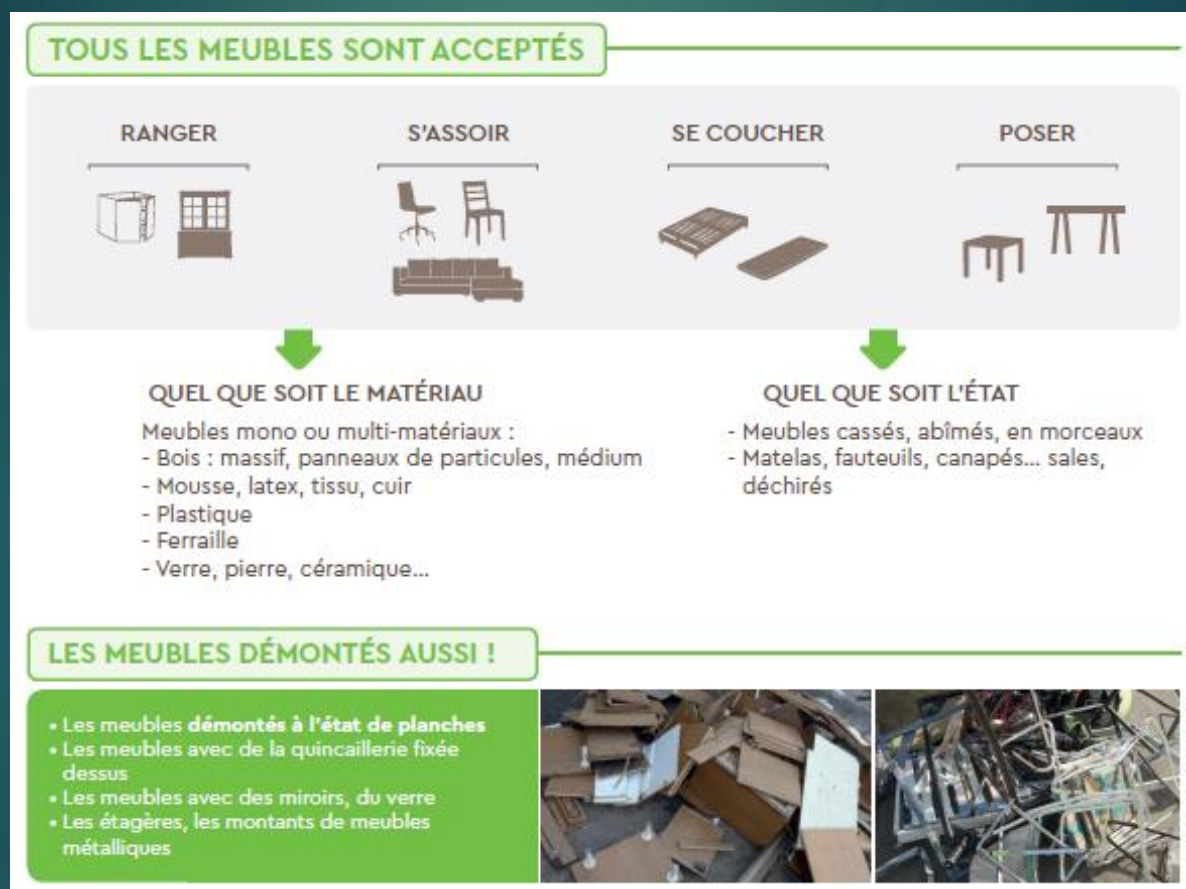 TOUS LES MEUBLES SONT ACCEPTÉS
RANGER
S'ASSOIR
SE COUCHER
POSER
QUEL QUE SOIT LE MATÉRIAU
Meubles mono ou multi-matériaux :
- Bois : massif, panneaux de particules, médium
- Mousse, latex, tissu, cuir
- Plastique
- Ferraille
- Verre, pierre, céramique...
QUEL QUE SOIT L'ÉTAT
- Meubles cassés, abîmés, en morceaux
- Matelas, fauteuils, canapés... sales,
déchirés
LES MEUBLES DÉMONTÉS AUSSI !
• Les meubles démontés à l'état de planches
• Les meubles avec de la quincaillerie fixée
dessus
• Les meubles avec des miroirs, du verre
• Les étagères, les montants de meubles
métalliques